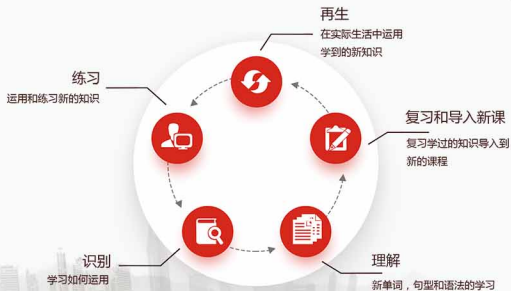 再生
在实际生活中运用
学到的新知识
练习
运用和练习新的知识
复习和导入新课
复习学过的知识导入到
新的课程
识别
学习如何运用
理解
新单词，句型和语法的学习